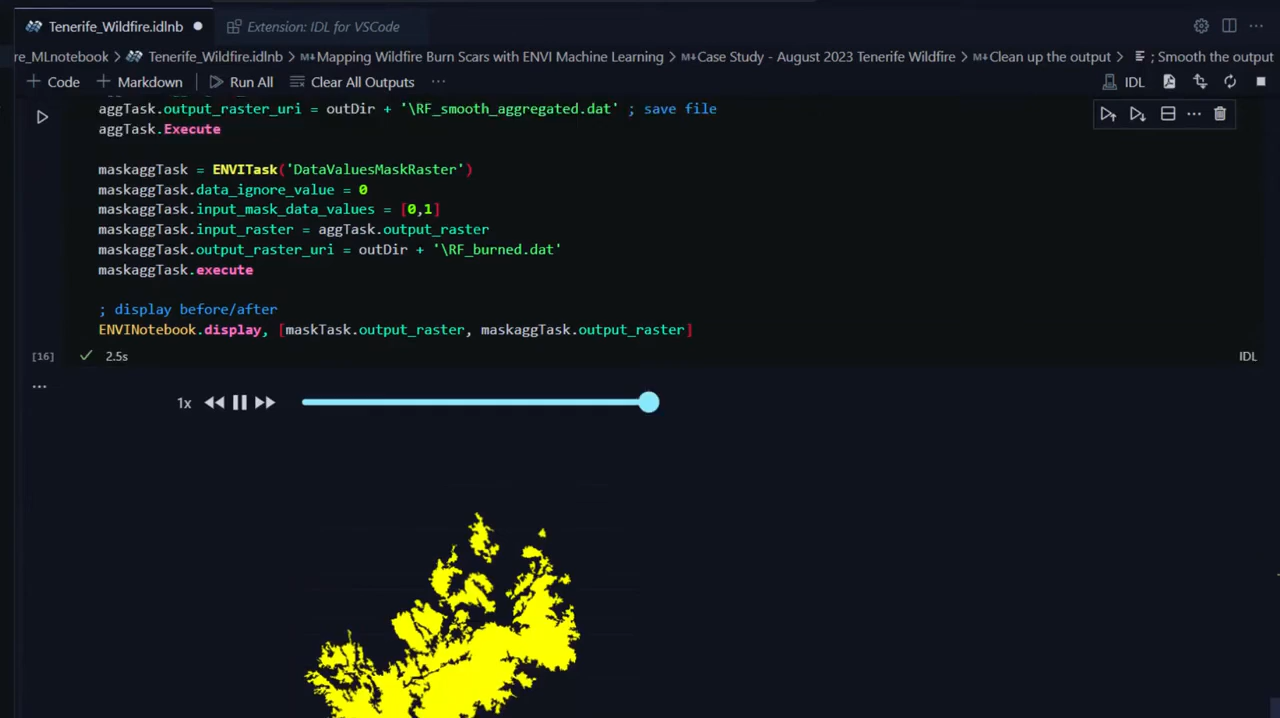 Tenerife_Wildfire.idlnb
Extension: IDL for VSCode
re_MLnotebook > Tenerife_Wildfire.idlnb > Mapping Wildfire Burn Scars with ENVI Machine Learning > Case Study - August 2023 Tenerife Wildfire > Clean up the output > ; Smooth the output
+ Code + Markdown Run All Clear All Outputs ... IDL
aggTask.output_raster_uri = outDir + '\RF_smooth_aggregated.dat' ; save file
aggTask.Execute
maskaggTask = ENVITask('DataValuesMaskRaster')
maskaggTask.data_ignore_value = 0
maskaggTask.input_mask_data_values = [0,1]
maskaggTask.input_raster = aggTask.output_raster
maskaggTask.output_raster_uri = outDir + '\RF_burned.dat'
maskaggTask.execute
; display before/after
ENVINotebook.display, [maskTask.output_raster, maskaggTask.output_raster]
[16] 2.5s IDL
...
1x